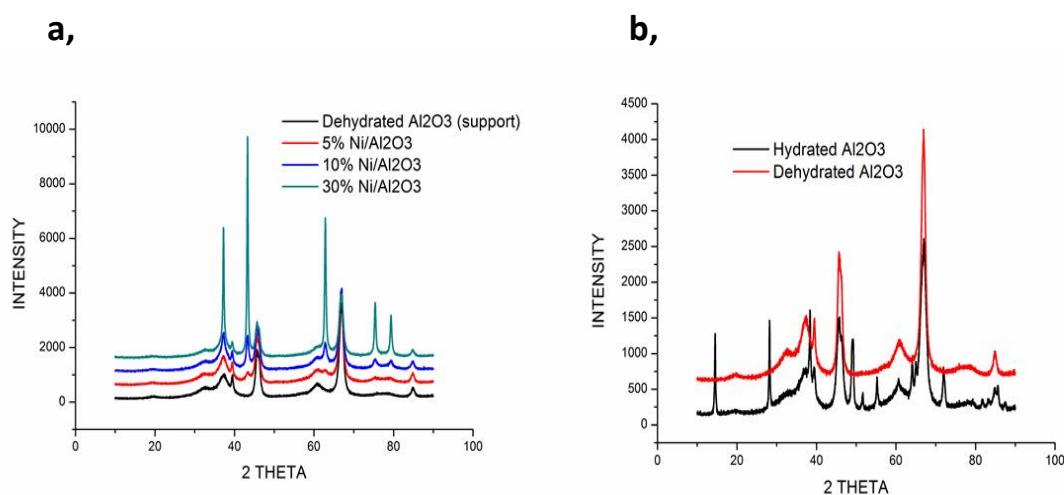 a,
Dehydrated Al2O3 (support)
5% Ni/Al2O3
10% Ni/Al2O3
30% Ni/Al2O3
10000
8000
6000
4000
2000
0
INTENSITY
0 20 40 60 80 100
2 THETA
b,
Hydrated Al2O3
Dehydrated Al2O3
4500
4000
3500
3000
2500
2000
1500
1000
500
0
INTENSITY
0 20 40 60 80 100
2 THETA